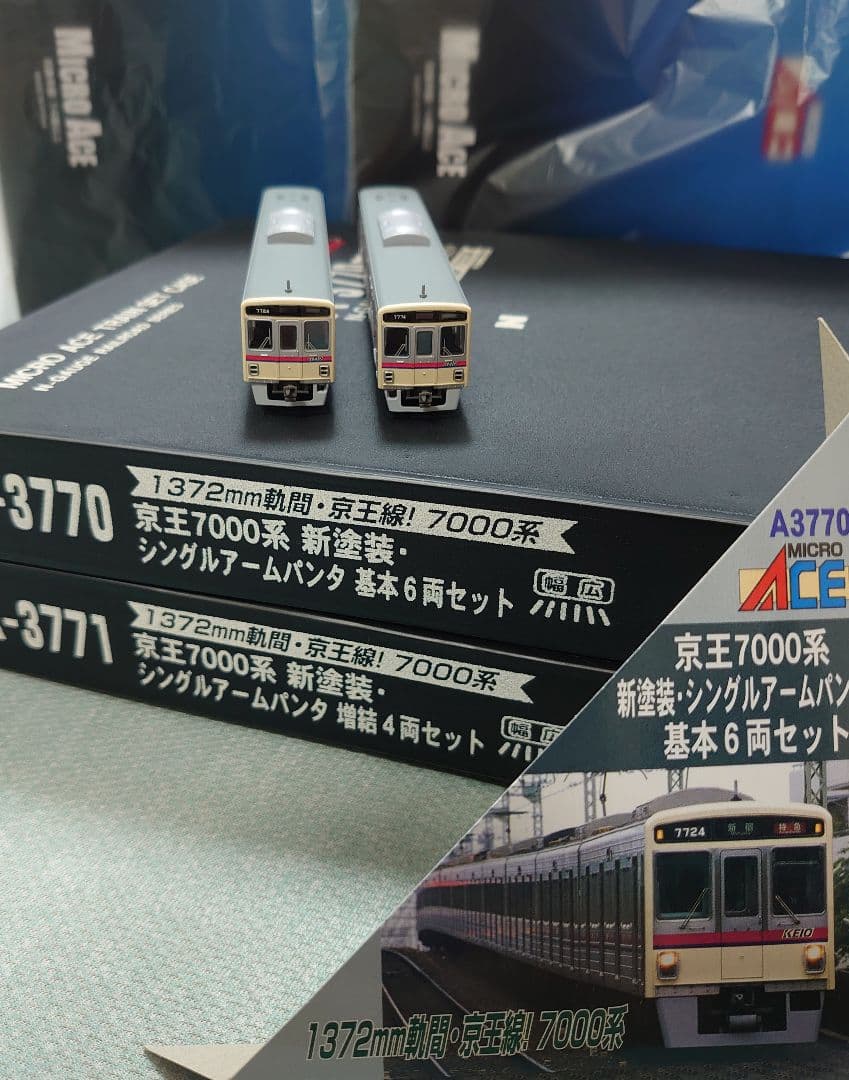 MICRO ACE
MICRO ACE
MICRO ACE TRAIN SET CASE
N
7724
KEIO
-3770
1372mm軌間・京王線! 7000系
京王7000系 新塗装・
シングルアームパンタ 基本6両セット
幅 広
-3771
1372mm軌間・京王線! 7000系
京王7000系 新塗装・
シングルアームパンタ 増結4両セット
幅 広
A3770
MICRO
ACE
京王7000系
新塗装・シングルアームパン
基本6両セット
7724 新宿 特急
KEIO
1372mm軌間・京王線! 7000系